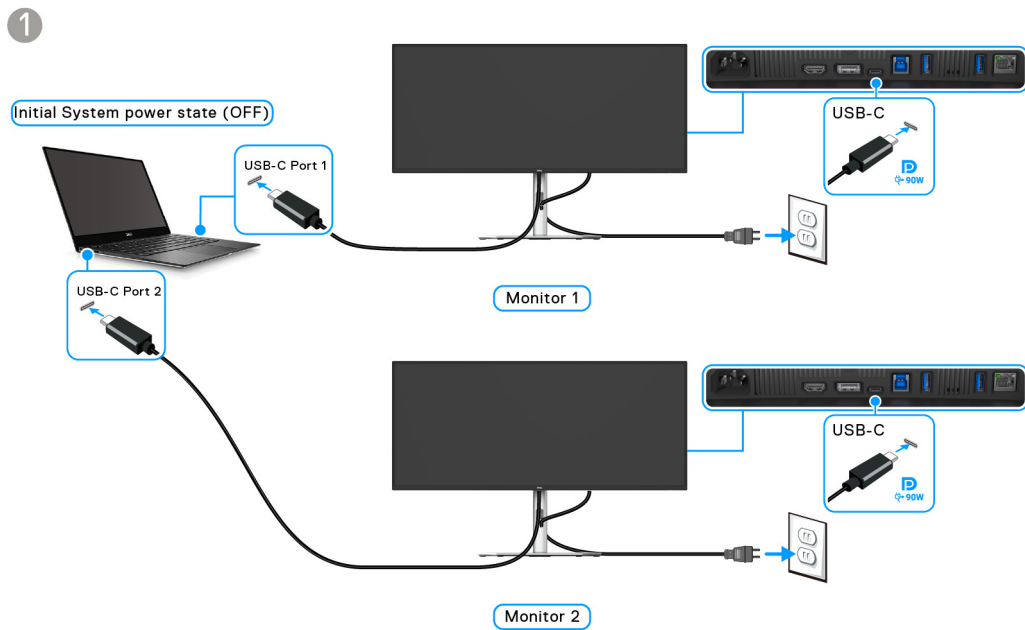 1
Initial System power state (OFF)
USB-C Port 1
USB-C
90W
Monitor 1
USB-C Port 2
USB-C
90W
Monitor 2